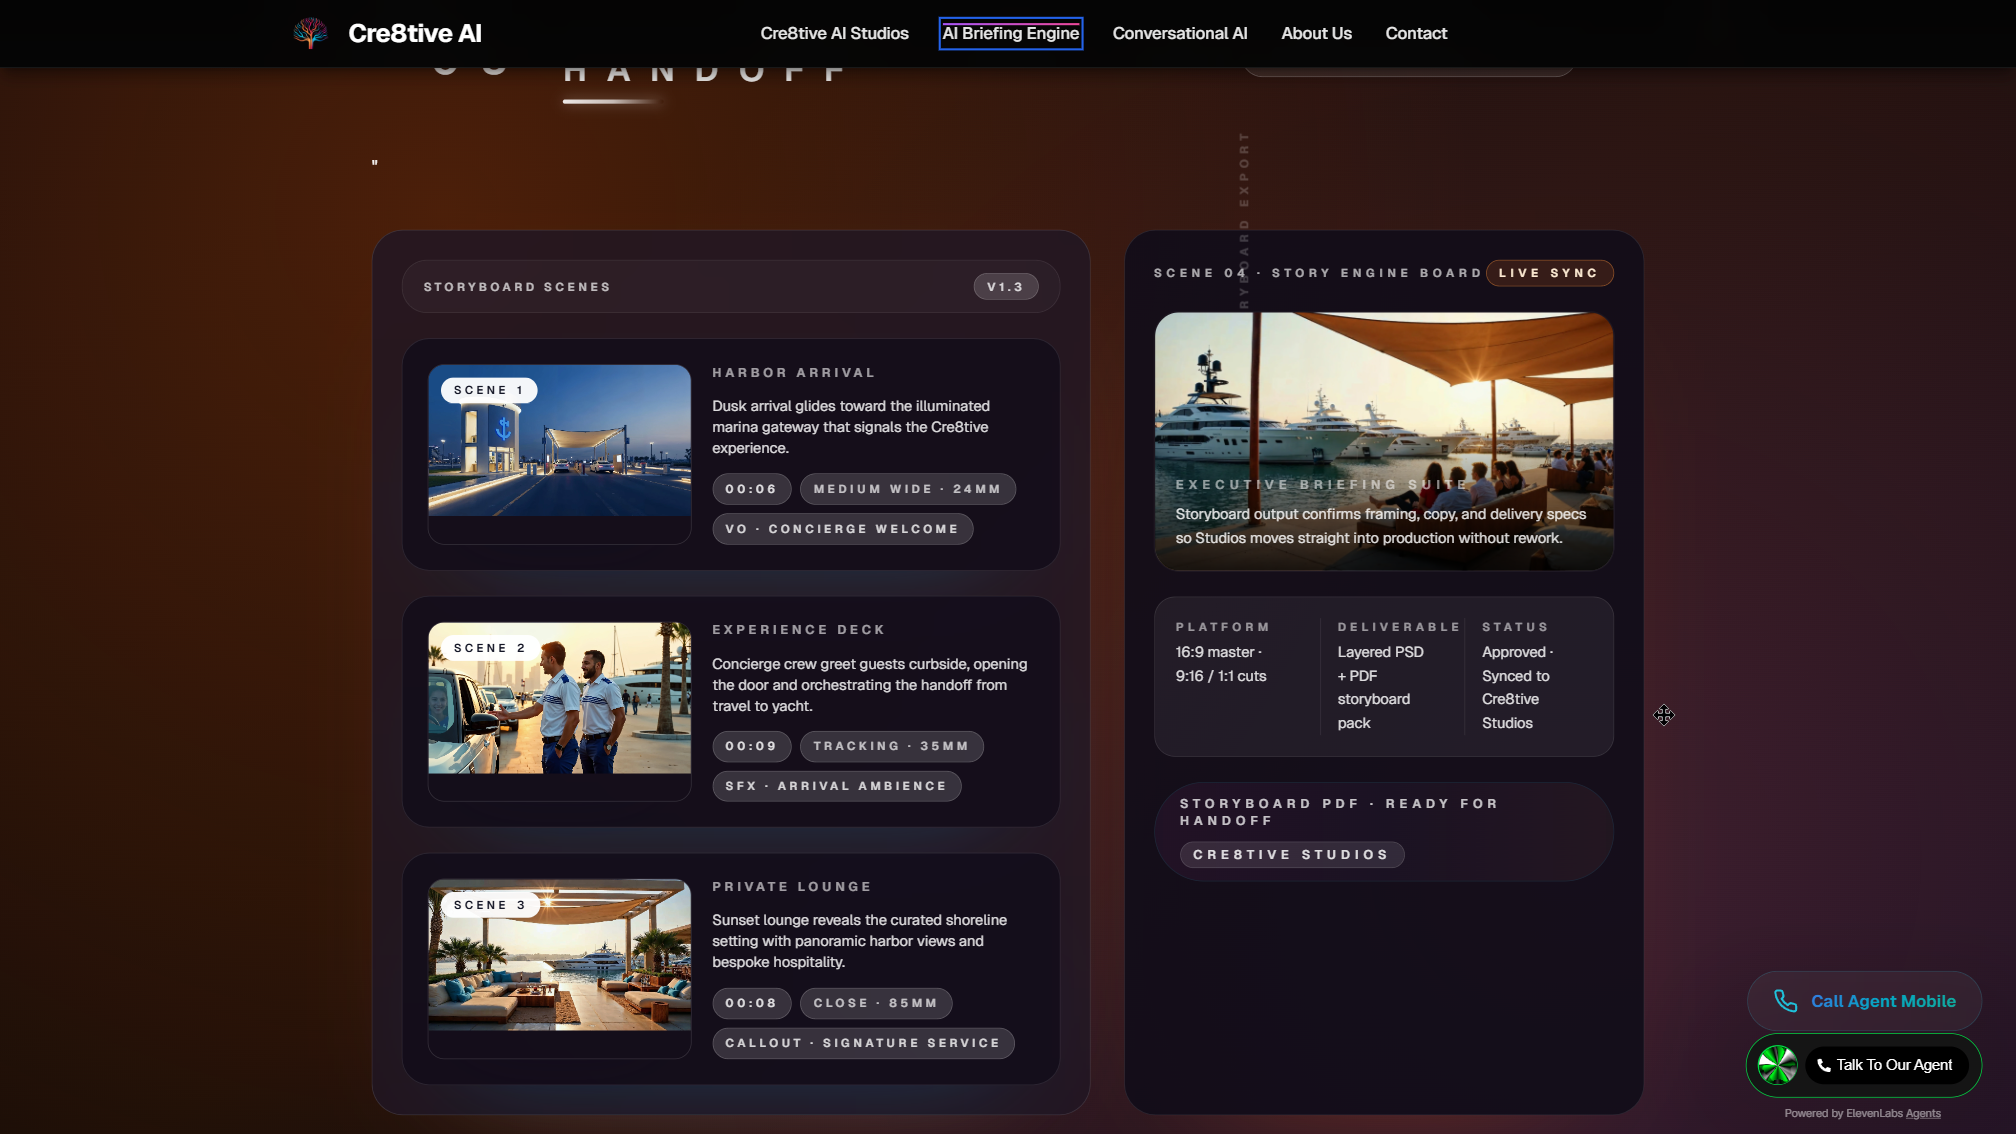 Cre8tive AI
Cre8tive AI Studios
AI Briefing Engine
Conversational AI
About Us
Contact
HANDOFF
"
RYBOARD EXPORT
STORYBOARD SCENES
V1.3
SCENE 1
HARBOR ARRIVAL
Dusk arrival glides toward the illuminated
marina gateway that signals the Cre8tive
experience.
00:06
MEDIUM WIDE · 24MM
VO · CONCIERGE WELCOME
SCENE 2
EXPERIENCE DECK
Concierge crew greet guests curbside, opening
the door and orchestrating the handoff from
travel to yacht.
00:09
TRACKING · 35MM
SFX · ARRIVAL AMBIENCE
SCENE 3
PRIVATE LOUNGE
Sunset lounge reveals the curated shoreline
setting with panoramic harbor views and
bespoke hospitality.
00:08
CLOSE · 85MM
CALLOUT · SIGNATURE SERVICE
SCENE 04 · STORY ENGINE BOARD
LIVE SYNC
EXECUTIVE BRIEFING SUITE
Storyboard output confirms framing, copy, and delivery specs
so Studios moves straight into production without rework.
PLATFORM
16:9 master ·
9:16 / 1:1 cuts
DELIVERABLE
Layered PSD
+ PDF
storyboard
pack
STATUS
Approved ·
Synced to
Cre8tive
Studios
STORYBOARD PDF · READY FOR
HANDOFF
CRE8TIVE STUDIOS
Call Agent Mobile
Talk To Our Agent
Powered by ElevenLabs Agents